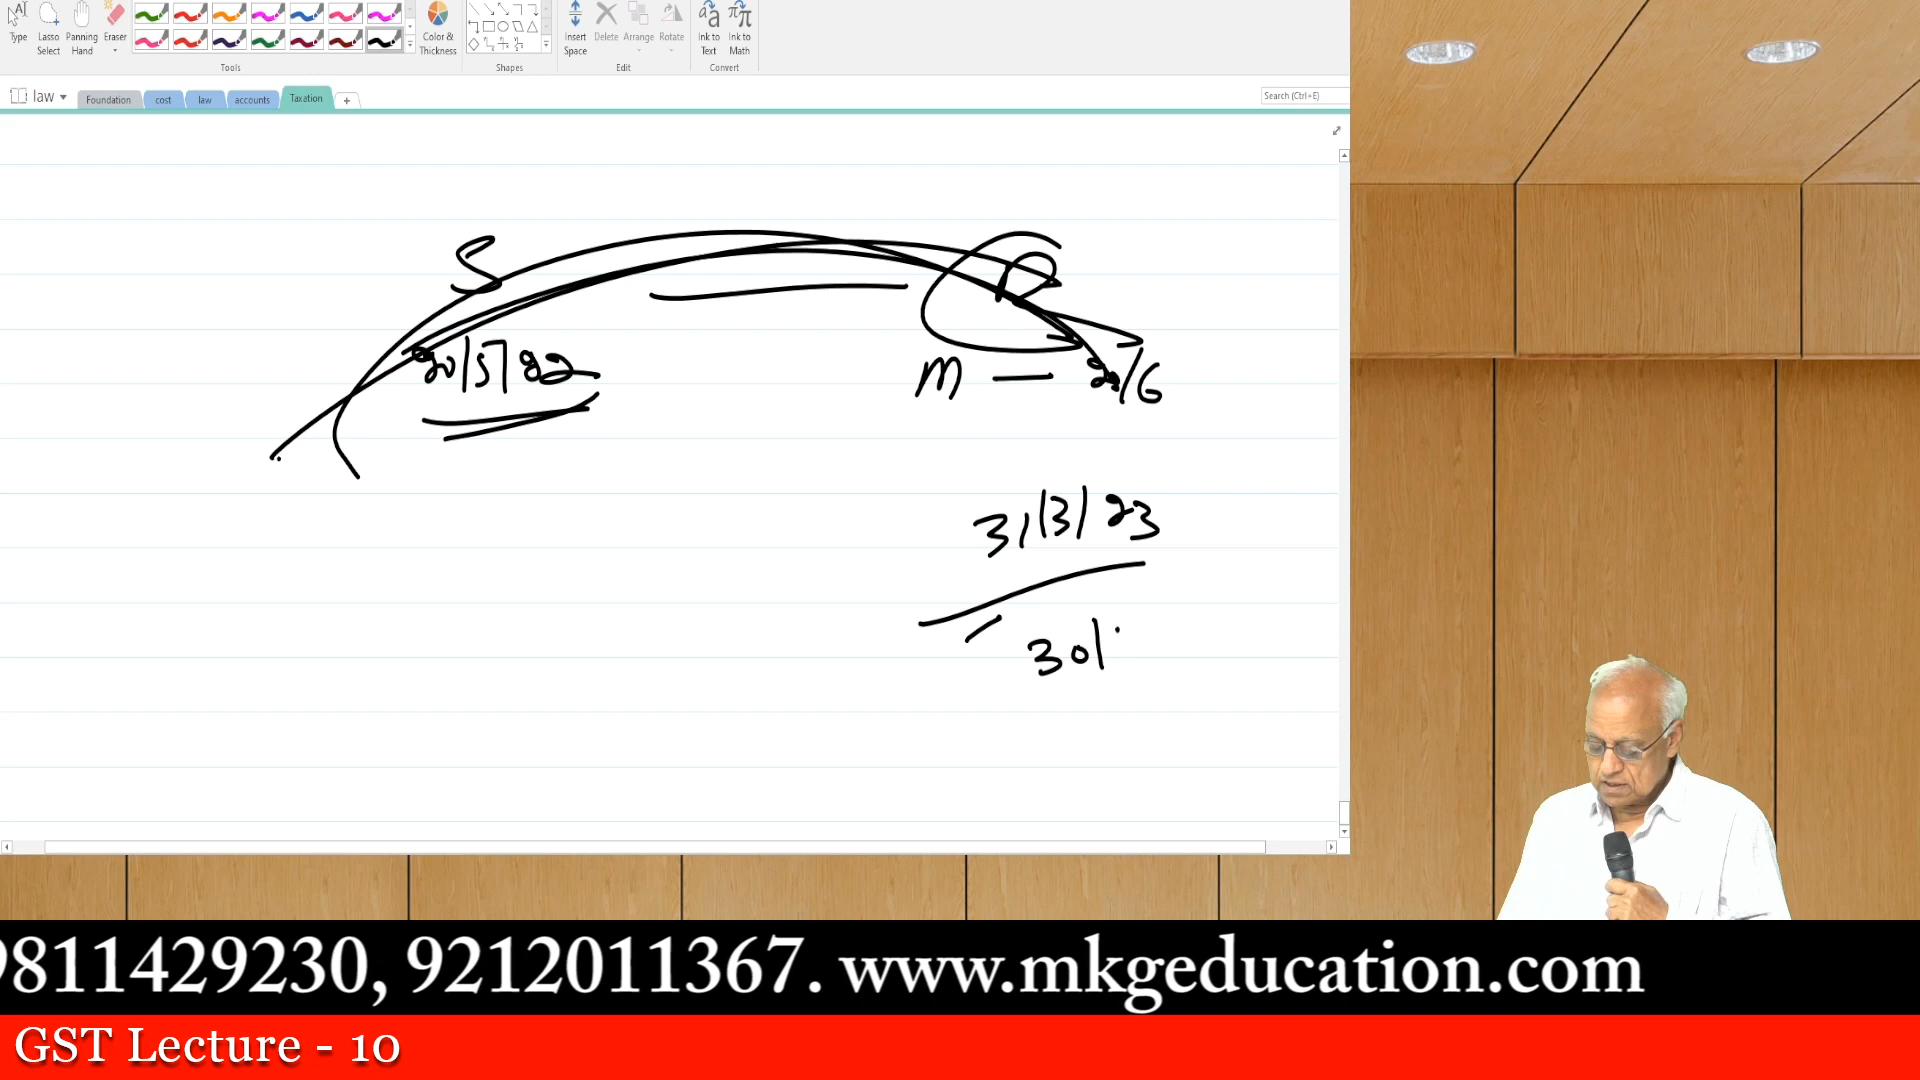 Type Lasso Select Panning Hand Eraser Color & Thickness Insert Space Delete Arrange Rotate Ink to Text Ink to Math
Tools Shapes Edit Convert
law Foundation cost law accounts Taxation + Search (Ctrl+E)
S R
20/5/22 M — 20/6
31/3/23
30/
9811429230, 9212011367. www.mkgeducation.com
GST Lecture - 10